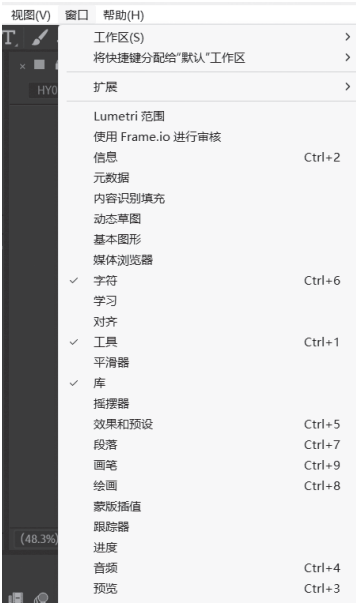 视图(V) 窗口 帮助(H)
T
工作区(S)
将快捷键分配给“默认”工作区
HY0
扩展
Lumetri 范围
使用 Frame.io 进行审核
信息 Ctrl+2
元数据
内容识别填充
动态草图
基本图形
媒体浏览器
字符 Ctrl+6
学习
对齐
工具 Ctrl+1
平滑器
库
摇摆器
效果和预设 Ctrl+5
段落 Ctrl+7
画笔 Ctrl+9
绘画 Ctrl+8
蒙版插值
跟踪器
(48.3%)
进度
音频 Ctrl+4
预览 Ctrl+3